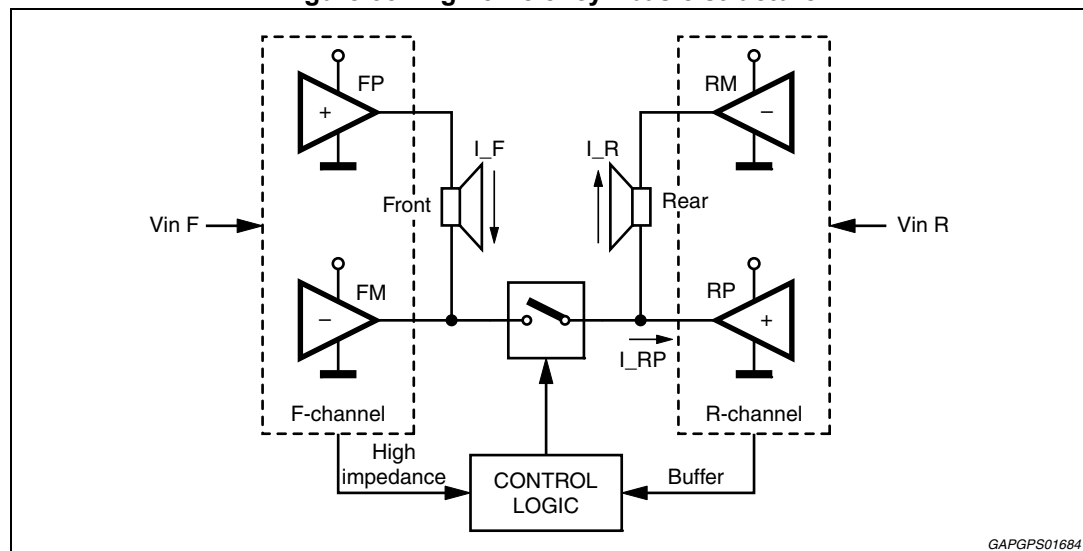 FP
RM
+
−
I_F
I_R
Front
Rear
Vin F
Vin R
FM
RP
−
+
I_RP
F-channel
R-channel
High
impedance
Buffer
CONTROL
LOGIC
GAPGPS01684